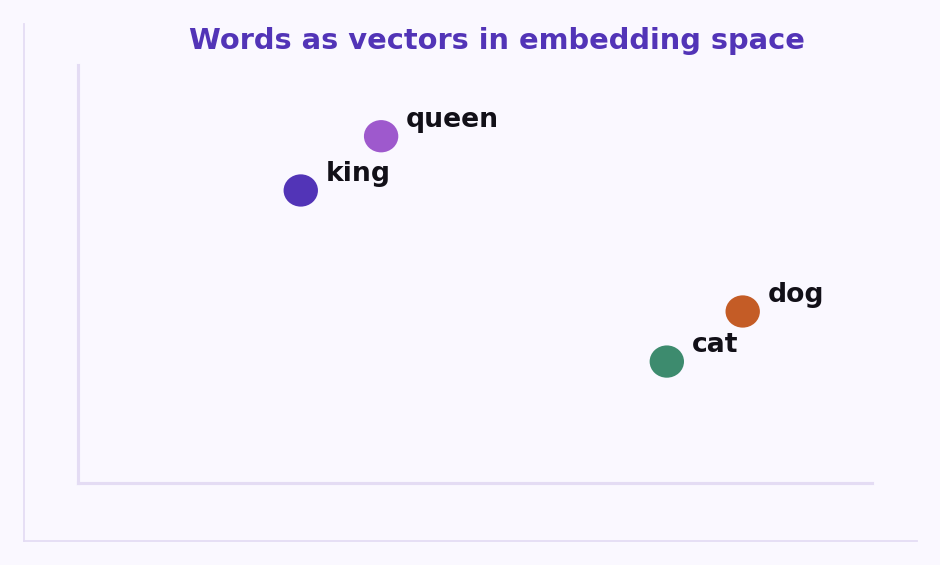 Words as vectors in embedding space
queen
king
dog
cat